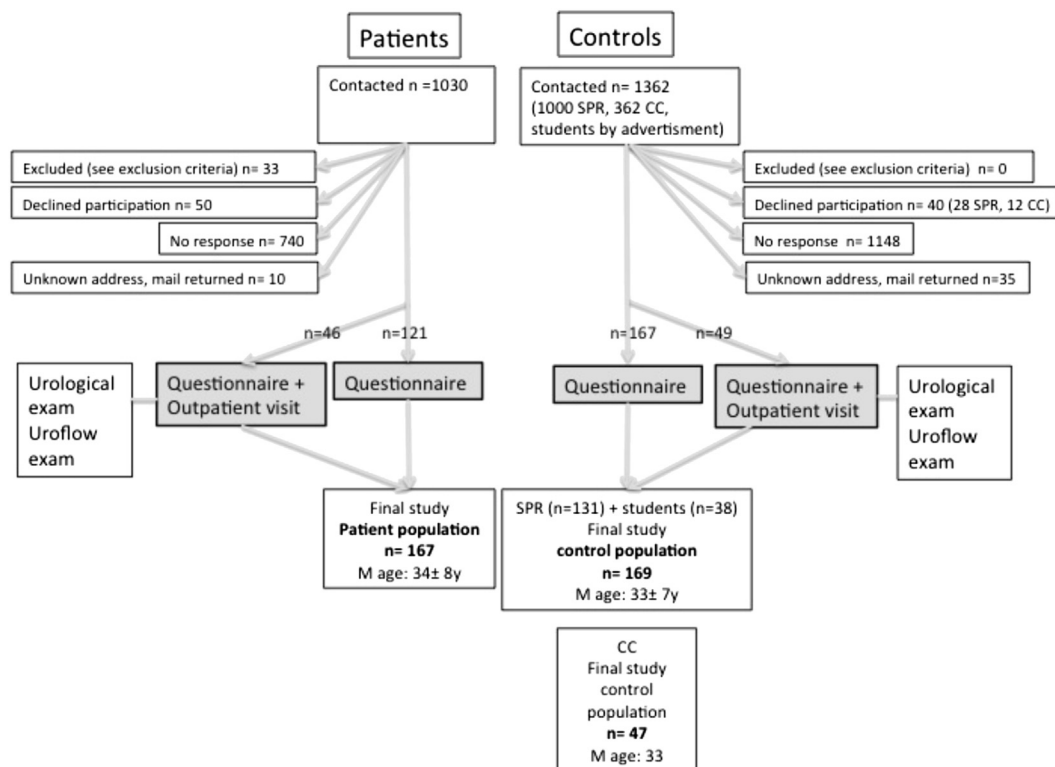 Patients
Controls
Contacted n =1030
Contacted n= 1362
(1000 SPR, 362 CC,
students by advertisment)
Excluded (see exclusion criteria) n= 33
Declined participation n= 50
No response n= 740
Unknown address, mail returned n= 10
Excluded (see exclusion criteria) n= 0
Declined participation n= 40 (28 SPR, 12 CC)
No response n= 1148
Unknown address, mail returned n=35
n=46
n=121
n=167
n=49
Urological
exam
Uroflow
exam
Questionnaire +
Outpatient visit
Questionnaire
Questionnaire
Questionnaire +
Outpatient visit
Urological
exam
Uroflow
exam
Final study
Patient population
n= 167
M age: 34± 8y
SPR (n=131) + students (n=38)
Final study
control population
n= 169
M age: 33± 7y
CC
Final study
control
population
n= 47
M age: 33